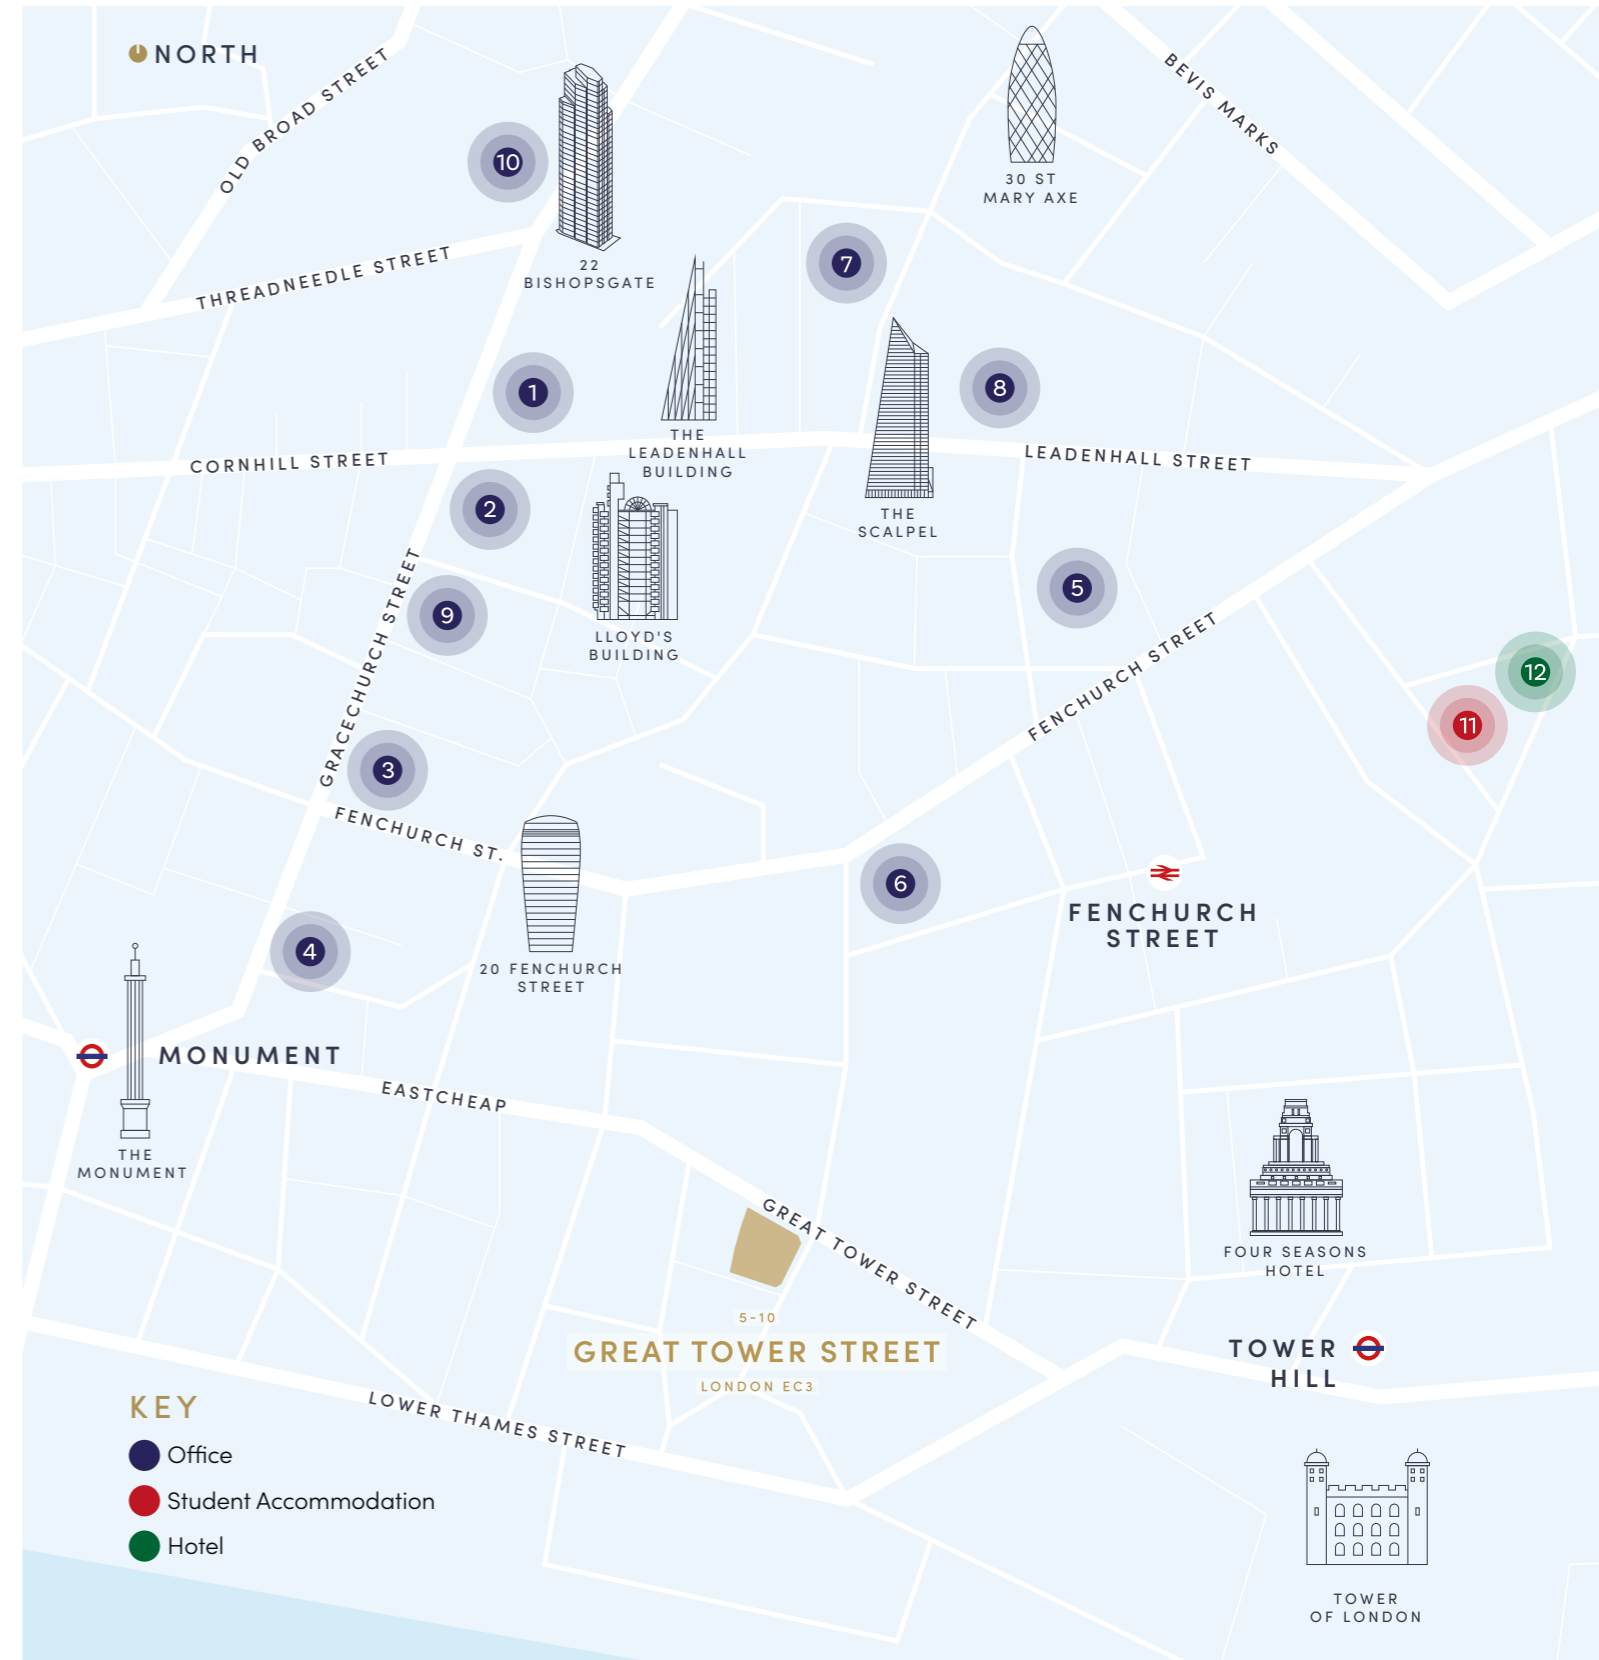 NORTH
OLD BROAD STREET
BEVIS MARKS
10
30 ST
MARY AXE
THREADNEEDLE STREET
22
BISHOPSGATE
7
1
8
CORNHILL STREET
THE
LEADENHALL
BUILDING
LEADENHALL STREET
2
THE
SCALPEL
GRACECHURCH STREET
9
LLOYD'S
BUILDING
5
FENCHURCH STREET
12
11
3
FENCHURCH ST.
6
FENCHURCH
STREET
4
20 FENCHURCH
STREET
MONUMENT
EASTCHEAP
THE
MONUMENT
GREAT TOWER STREET
FOUR SEASONS
HOTEL
5-10
GREAT TOWER STREET
LONDON EC3
TOWER
HILL
LOWER THAMES STREET
KEY
Office
Student Accommodation
Hotel
TOWER
OF LONDON